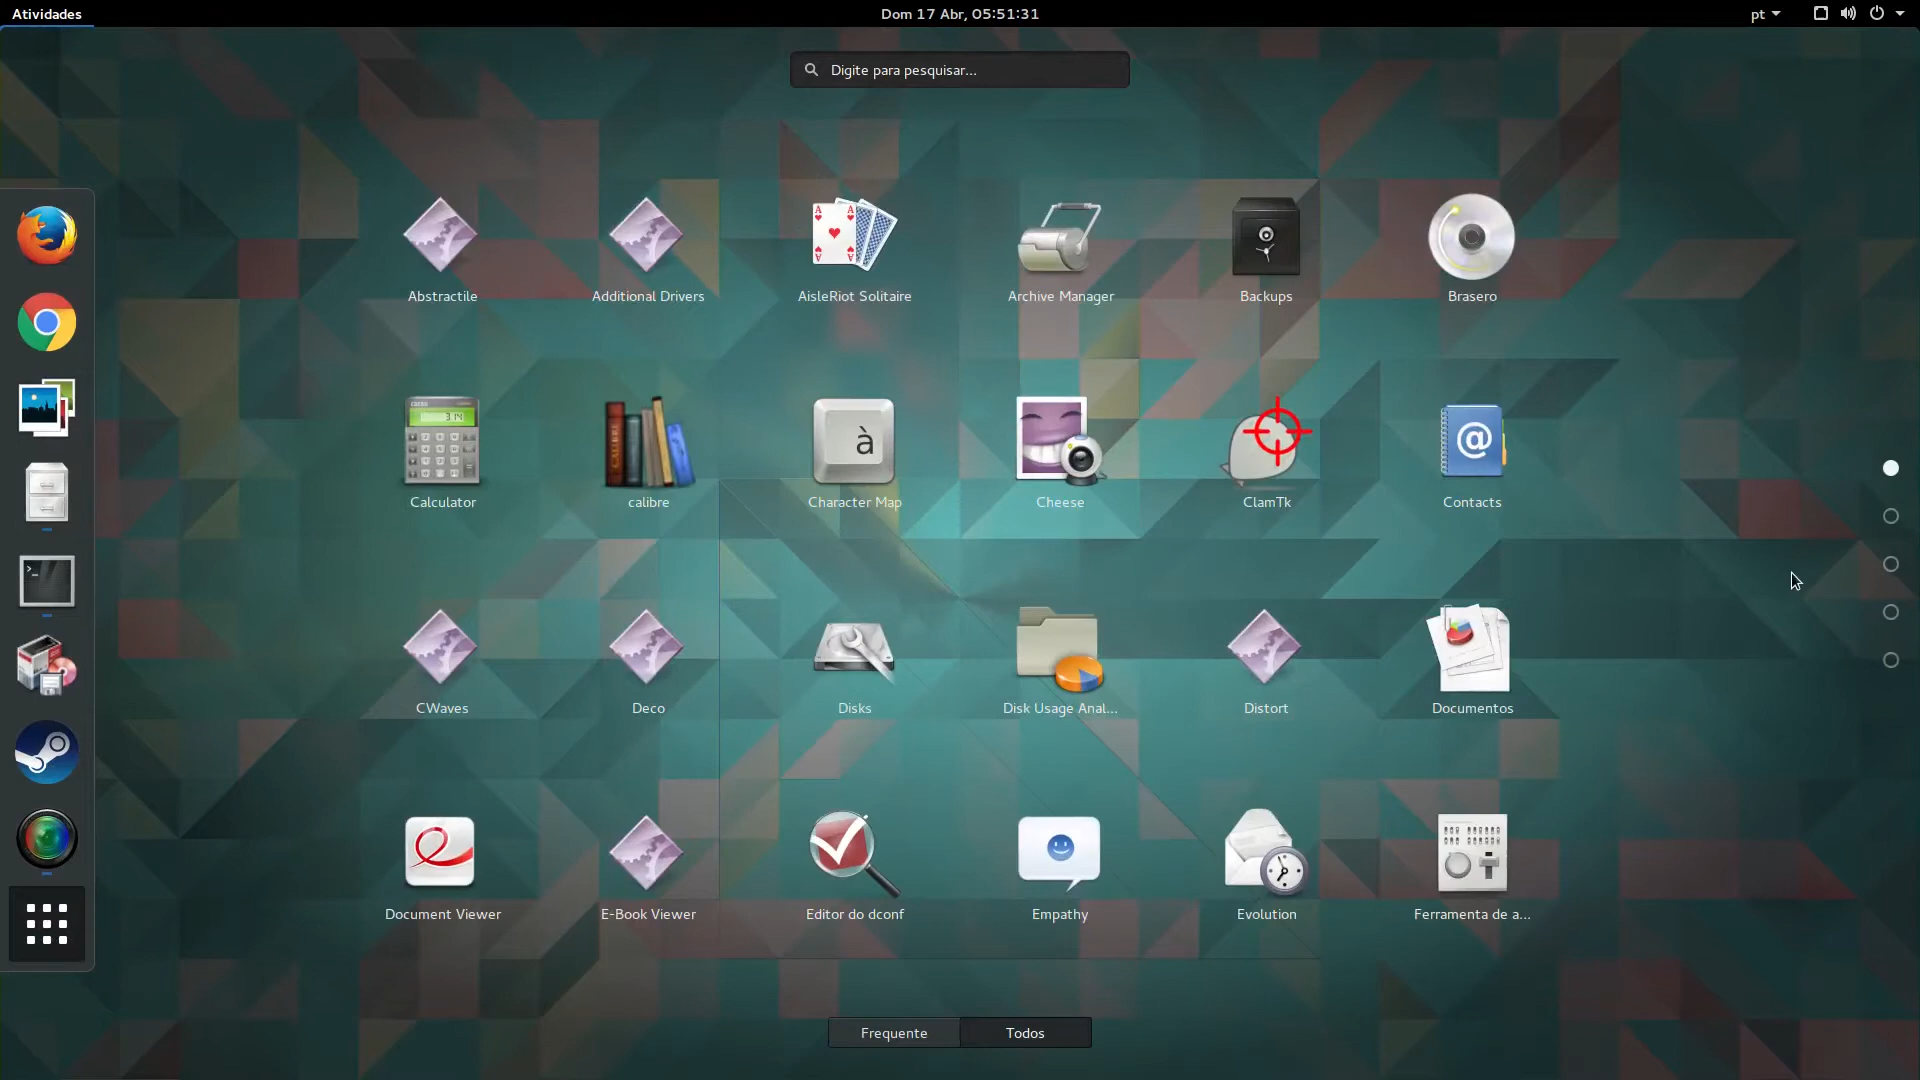 Atividades
Dom 17 Abr, 05:51:31
pt
Digite para pesquisar...
Abstractile
Additional Drivers
AisleRiot Solitaire
Archive Manager
Backups
Brasero
Calculator
calibre
Character Map
Cheese
ClamTk
Contacts
CWaves
Deco
Disks
Disk Usage Anal...
Distort
Documentos
Document Viewer
E-Book Viewer
Editor do dconf
Empathy
Evolution
Ferramenta de a...
Frequente
Todos